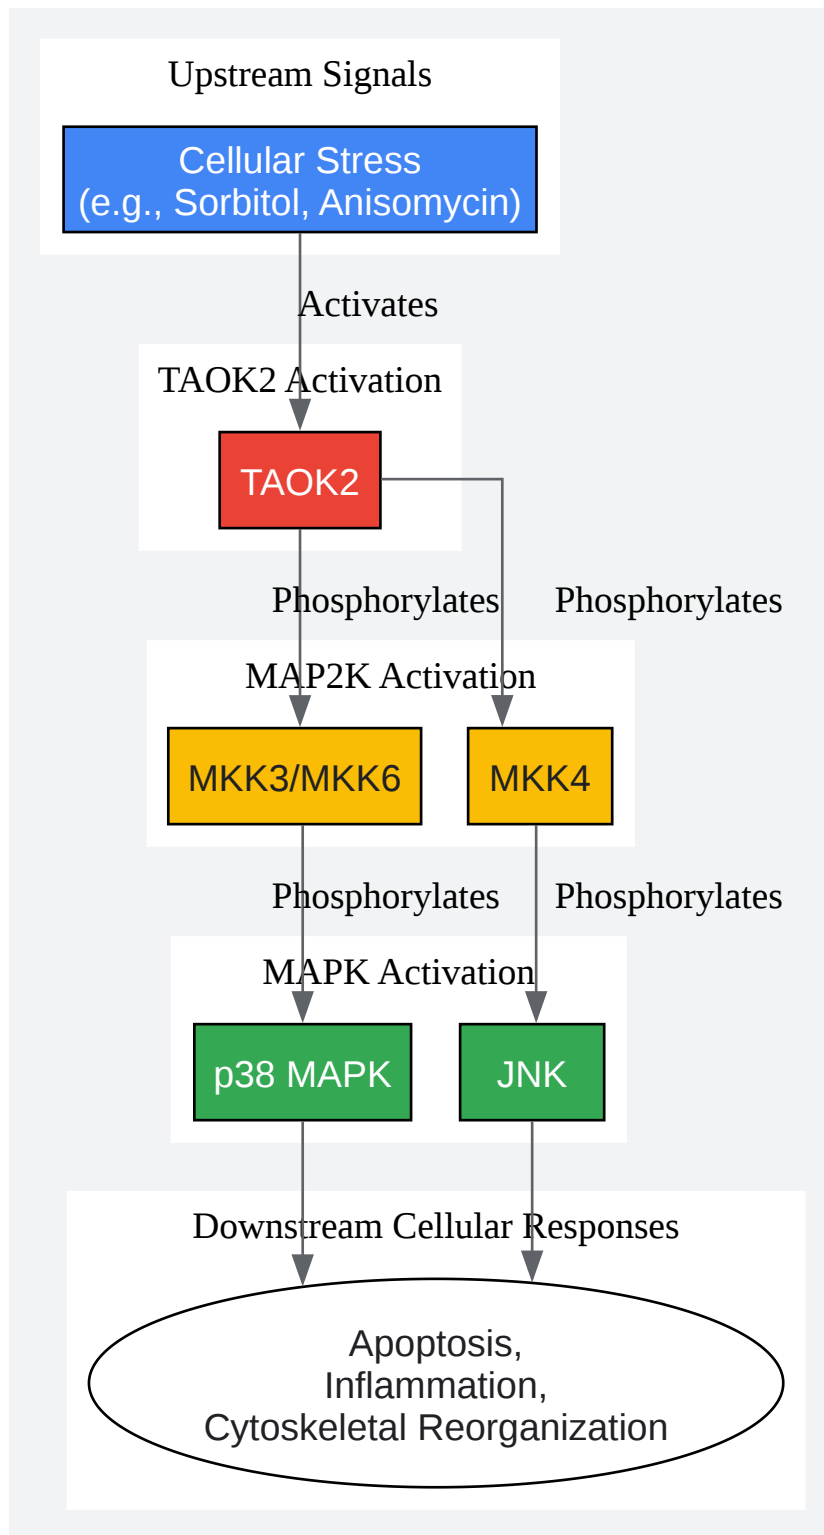 Upstream Signals
Cellular Stress
(e.g., Sorbitol, Anisomycin)
Activates
TAOK2 Activation
TAOK2
Phosphorylates
Phosphorylates
MAP2K Activation
MKK3/MKK6
MKK4
Phosphorylates
Phosphorylates
MAPK Activation
p38 MAPK
JNK
Downstream Cellular Responses
Apoptosis,
Inflammation,
Cytoskeletal Reorganization